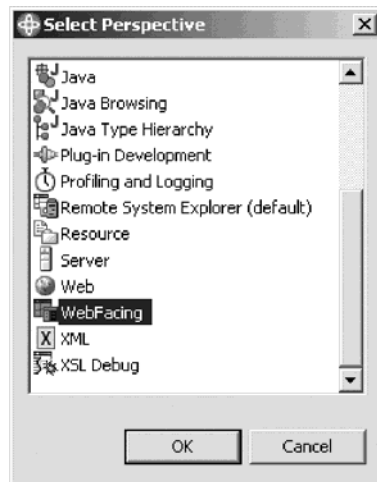 Select Perspective
Java
Java Browsing
Java Type Hierarchy
Plug-in Development
Profiling and Logging
Remote System Explorer (default)
Resource
Server
Web
WebFacing
XML
XSL Debug
OK Cancel